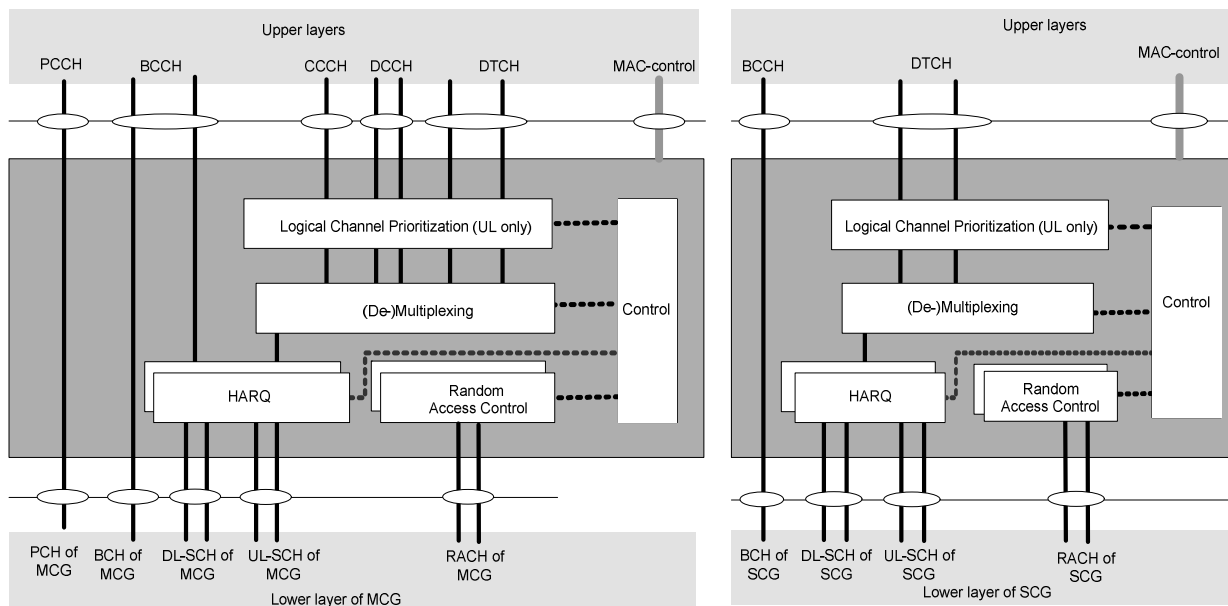 Upper layers
PCCH
BCCH
CCCH
DCCH
DTCH
MAC-control
Logical Channel Prioritization (UL only)
(De-)Multiplexing
Control
HARQ
Random
Access Control
PCH of
MCG
BCH of
MCG
DL-SCH of
MCG
UL-SCH of
MCG
RACH of
MCG
Lower layer of MCG
Upper layers
BCCH
DTCH
MAC-control
Logical Channel Prioritization (UL only)
(De-)Multiplexing
Control
HARQ
Random
Access Control
BCH of
SCG
DL-SCH of
SCG
UL-SCH of
SCG
RACH of
SCG
Lower layer of SCG